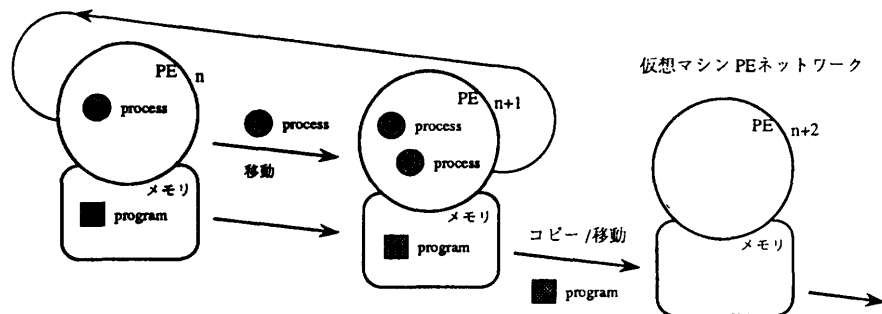 仮想マシン PEネットワーク
PE n
process
メモリ
program
process
移動
PE n+1
process
process
メモリ
program
コピー /移動
program
PE n+2
メモリ